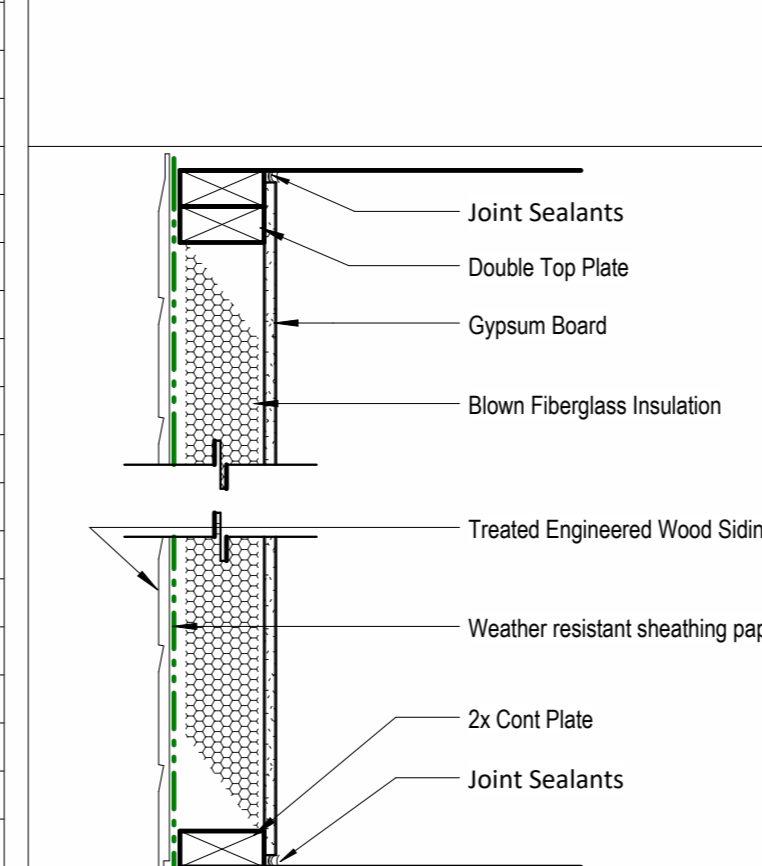 Joint Sealants
Double Top Plate
Gypsum Board
Blown Fiberglass Insulation
Treated Engineered Wood Sidin
Weather resistant sheathing pap
2x Cont Plate
Joint Sealants